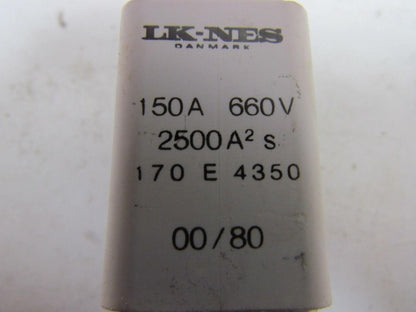 LK-NES
DANMARK
150A 660V
2500A² s
170 E 4350
00/80